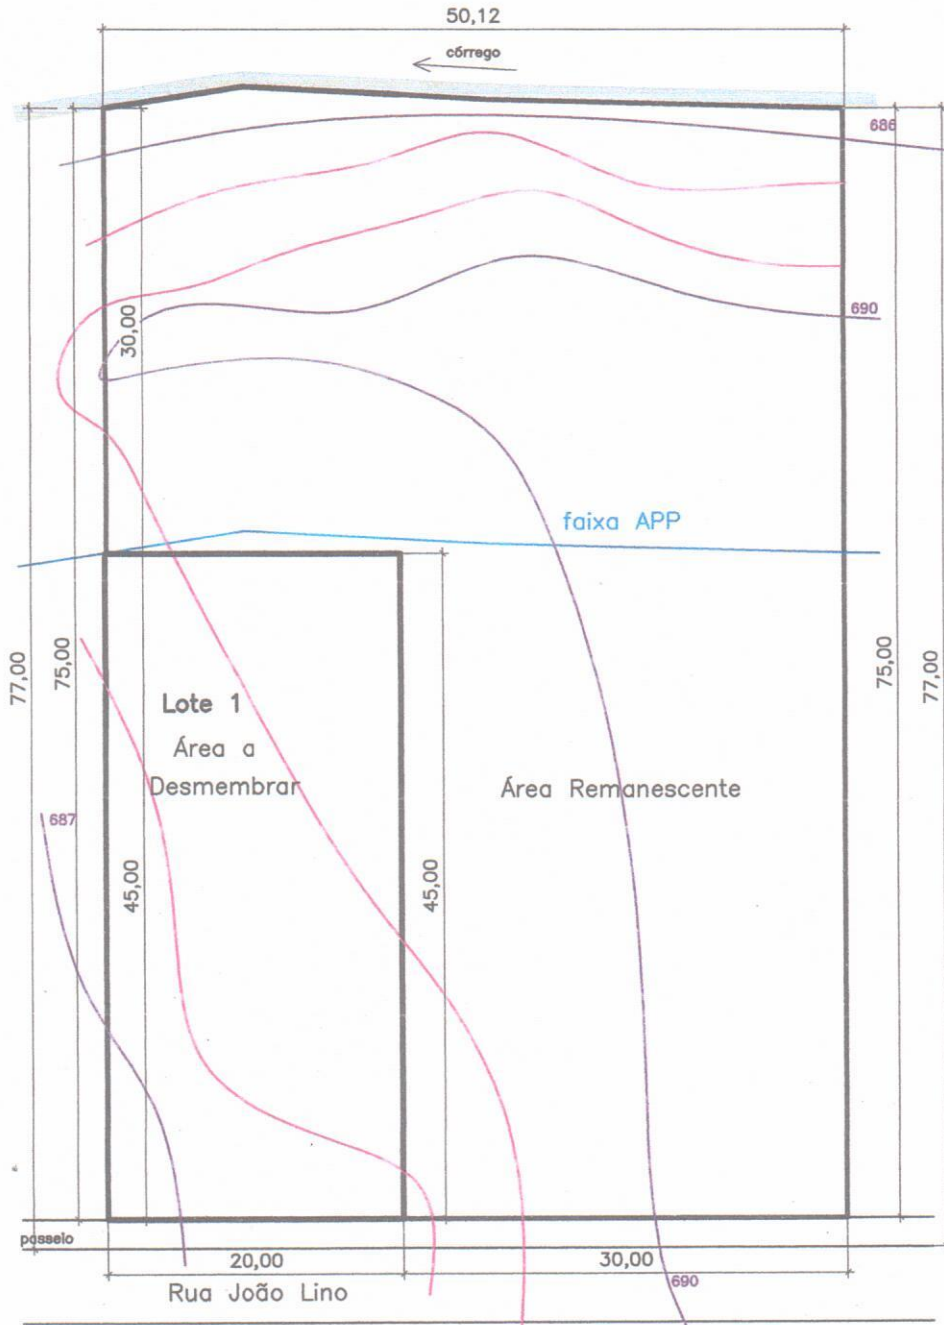 50,12
córrego
686
690
30,00
faixa APP
77,00
75,00
75,00
77,00
Lote 1
Área a
Desmembrar
Área Remanescente
687
45,00
45,00
passeio
20,00
30,00
690
Rua João Lino